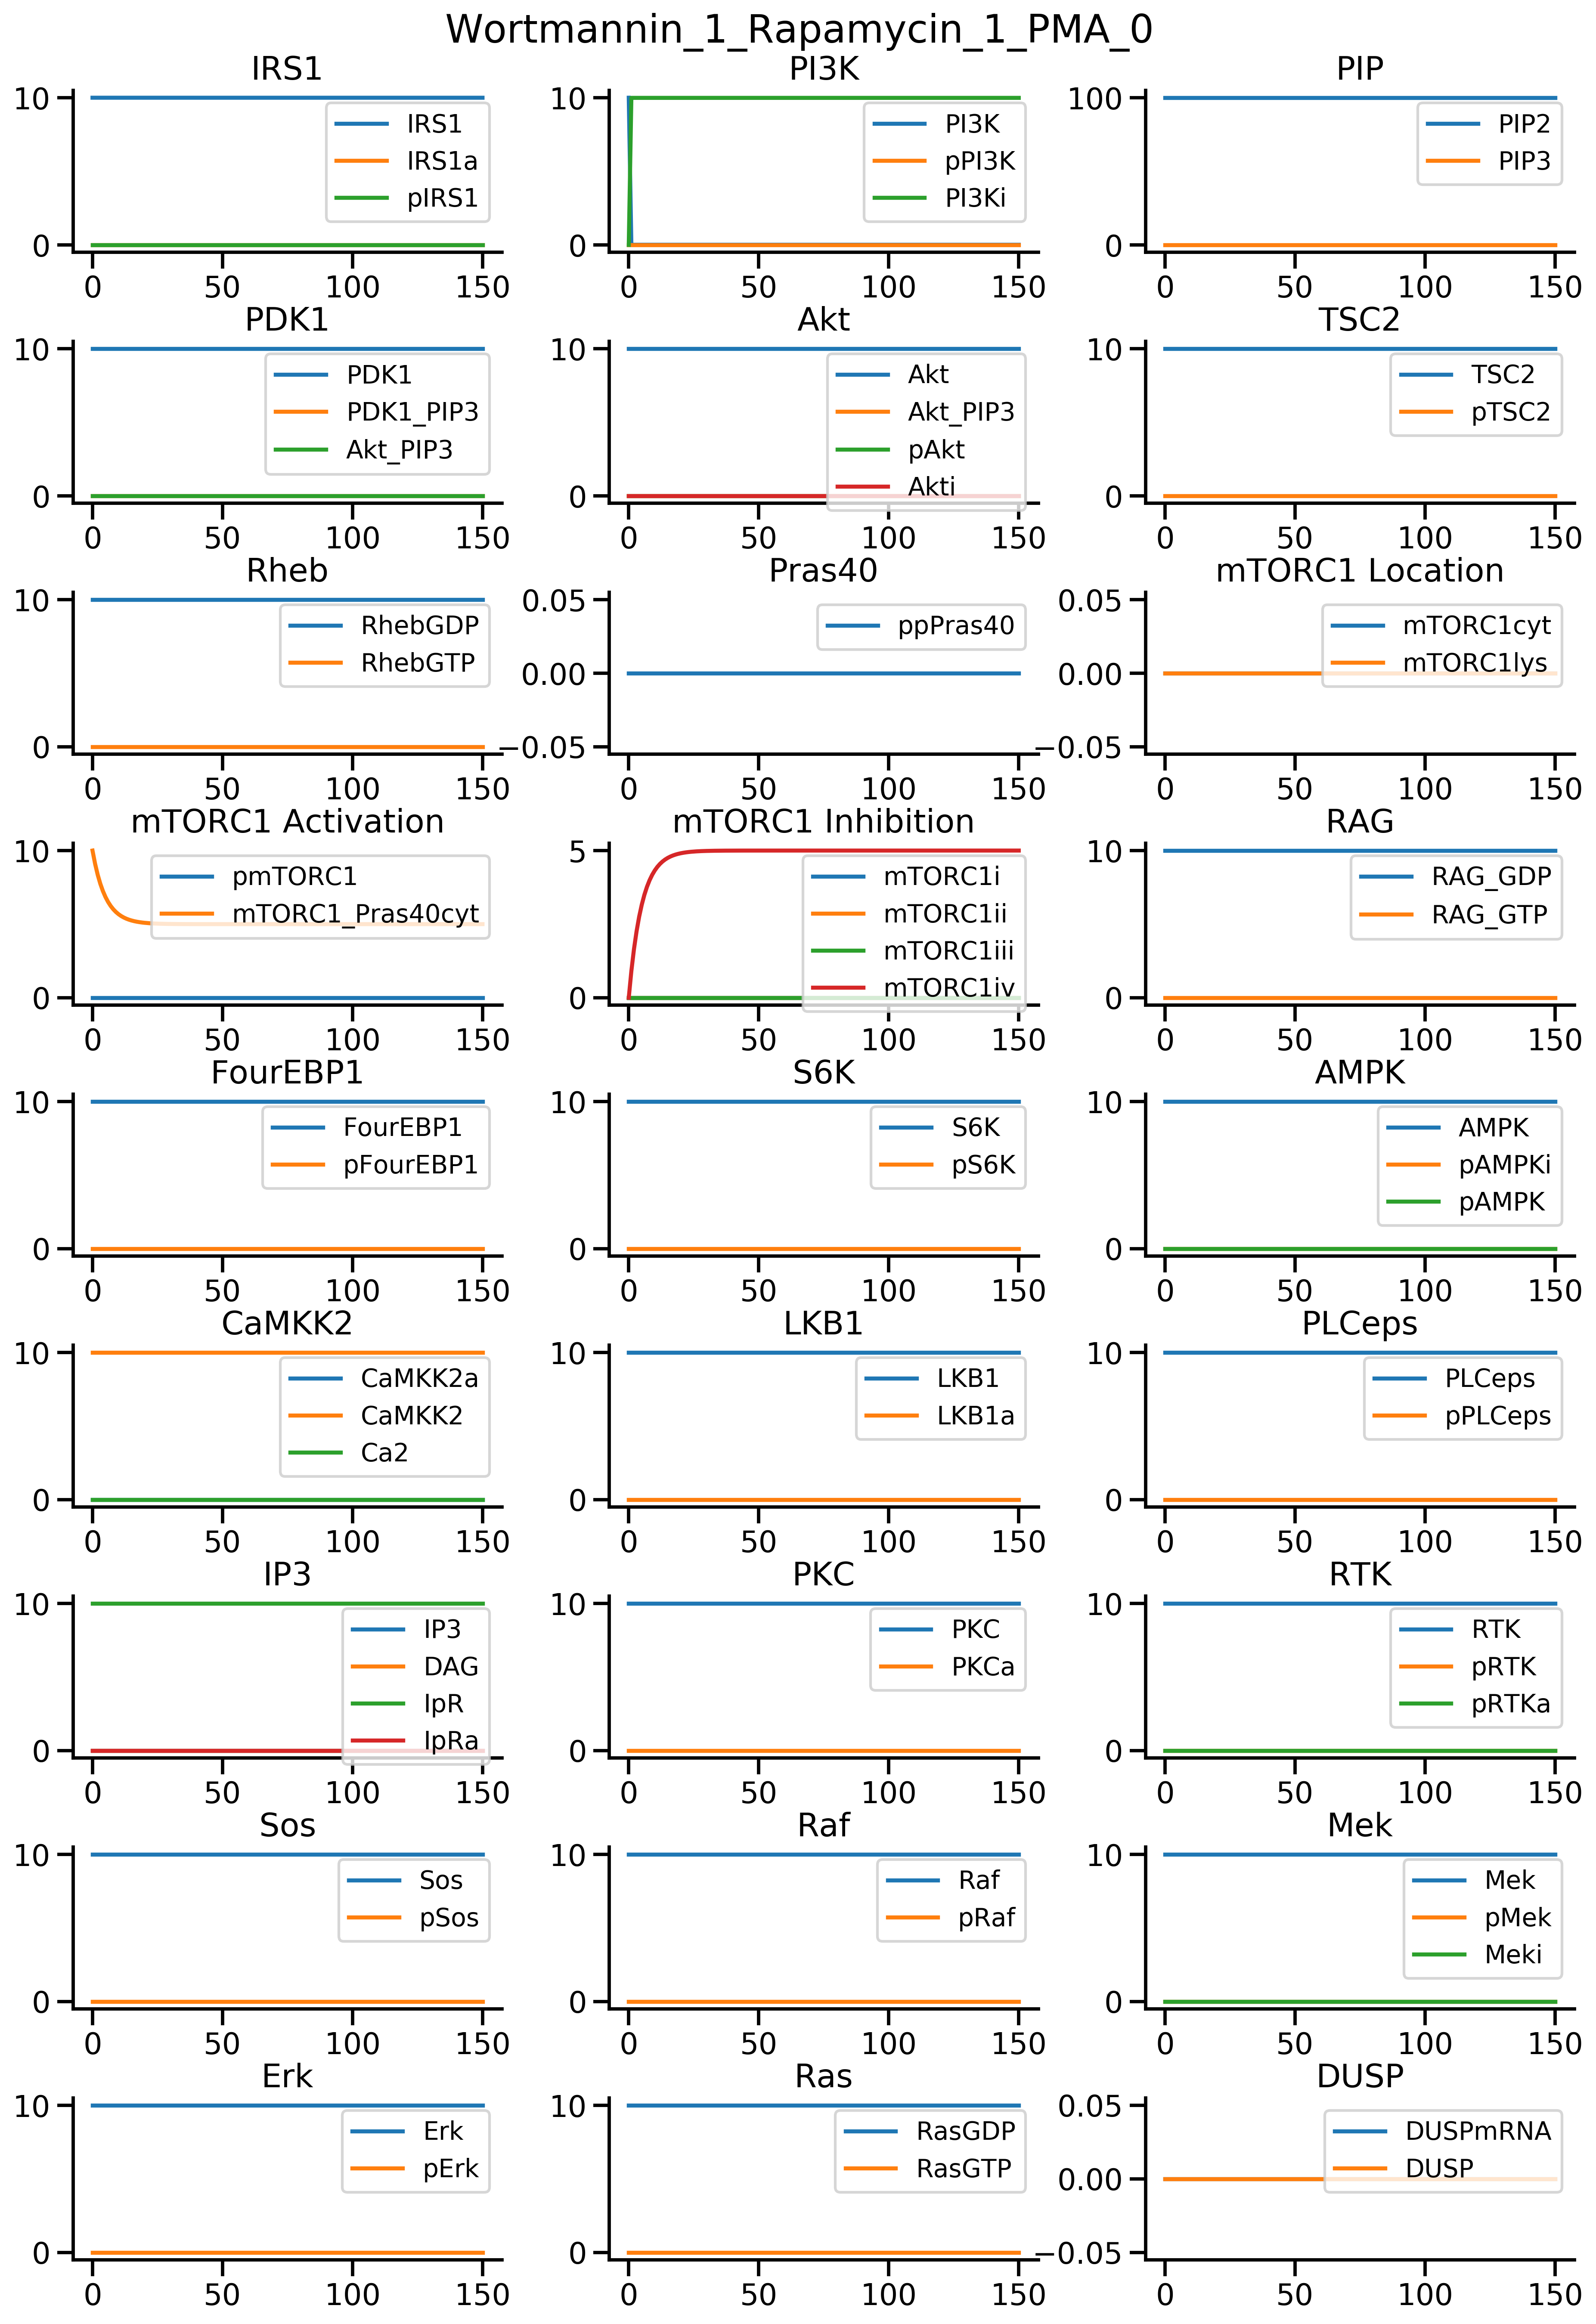 Wortmannin_1_Rapamycin_1_PMA_0
IRS1
10
0
0 50 100 150
IRS1
IRS1a
pIRS1
PI3K
10
0
0 50 100 150
PI3K
pPI3K
PI3Ki
PIP
100
0
0 50 100 150
PIP2
PIP3
PDK1
10
0
0 50 100 150
PDK1
PDK1_PIP3
Akt_PIP3
Akt
10
0
0 50 100 150
Akt
Akt_PIP3
pAkt
Akti
TSC2
10
0
0 50 100 150
TSC2
pTSC2
Rheb
10
0
0 50 100 150
RhebGDP
RhebGTP
Pras40
0.05
0.00
−0.05
0 50 100 150
ppPras40
mTORC1 Location
0.05
0.00
−0.05
0 50 100 150
mTORC1cyt
mTORC1lys
mTORC1 Activation
10
0
0 50 100 150
pmTORC1
mTORC1_Pras40cyt
mTORC1 Inhibition
5
0
0 50 100 150
mTORC1i
mTORC1ii
mTORC1iii
mTORC1iv
RAG
10
0
0 50 100 150
RAG_GDP
RAG_GTP
FourEBP1
10
0
0 50 100 150
FourEBP1
pFourEBP1
S6K
10
0
0 50 100 150
S6K
pS6K
AMPK
10
0
0 50 100 150
AMPK
pAMPKi
pAMPK
CaMKK2
10
0
0 50 100 150
CaMKK2a
CaMKK2
Ca2
LKB1
10
0
0 50 100 150
LKB1
LKB1a
PLCeps
10
0
0 50 100 150
PLCeps
pPLCeps
IP3
10
0
0 50 100 150
IP3
DAG
IpR
IpRa
PKC
10
0
0 50 100 150
PKC
PKCa
RTK
10
0
0 50 100 150
RTK
pRTK
pRTKa
Sos
10
0
0 50 100 150
Sos
pSos
Raf
10
0
0 50 100 150
Raf
pRaf
Mek
10
0
0 50 100 150
Mek
pMek
Meki
Erk
10
0
0 50 100 150
Erk
pErk
Ras
10
0
0 50 100 150
RasGDP
RasGTP
DUSP
0.05
0.00
−0.05
0 50 100 150
DUSPmRNA
DUSP